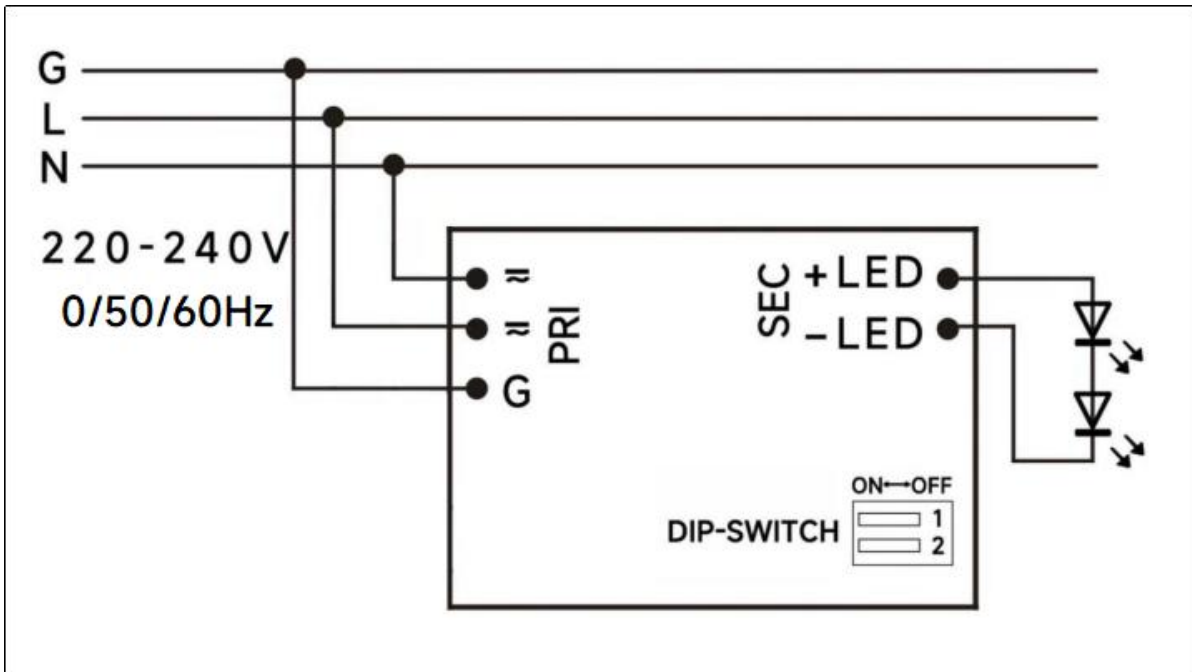 G
L
N
220-240V
0/50/60Hz
≂
≂
G
PRI
SEC
+LED
-LED
ON↔OFF
DIP-SWITCH
1
2